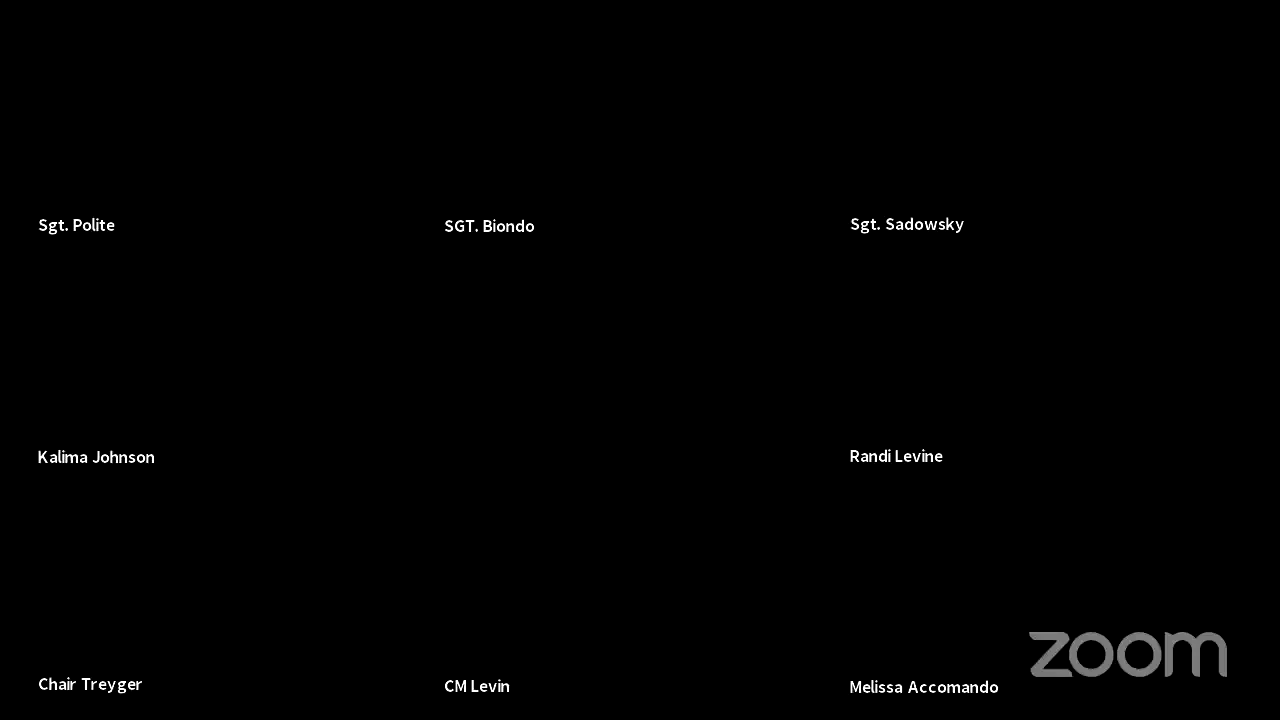 Sgt. Polite
SGT. Biondo
Sgt. Sadowsky
Kalima Johnson
Randi Levine
Chair Treyger
CM Levin
Melissa Accomando
zoom